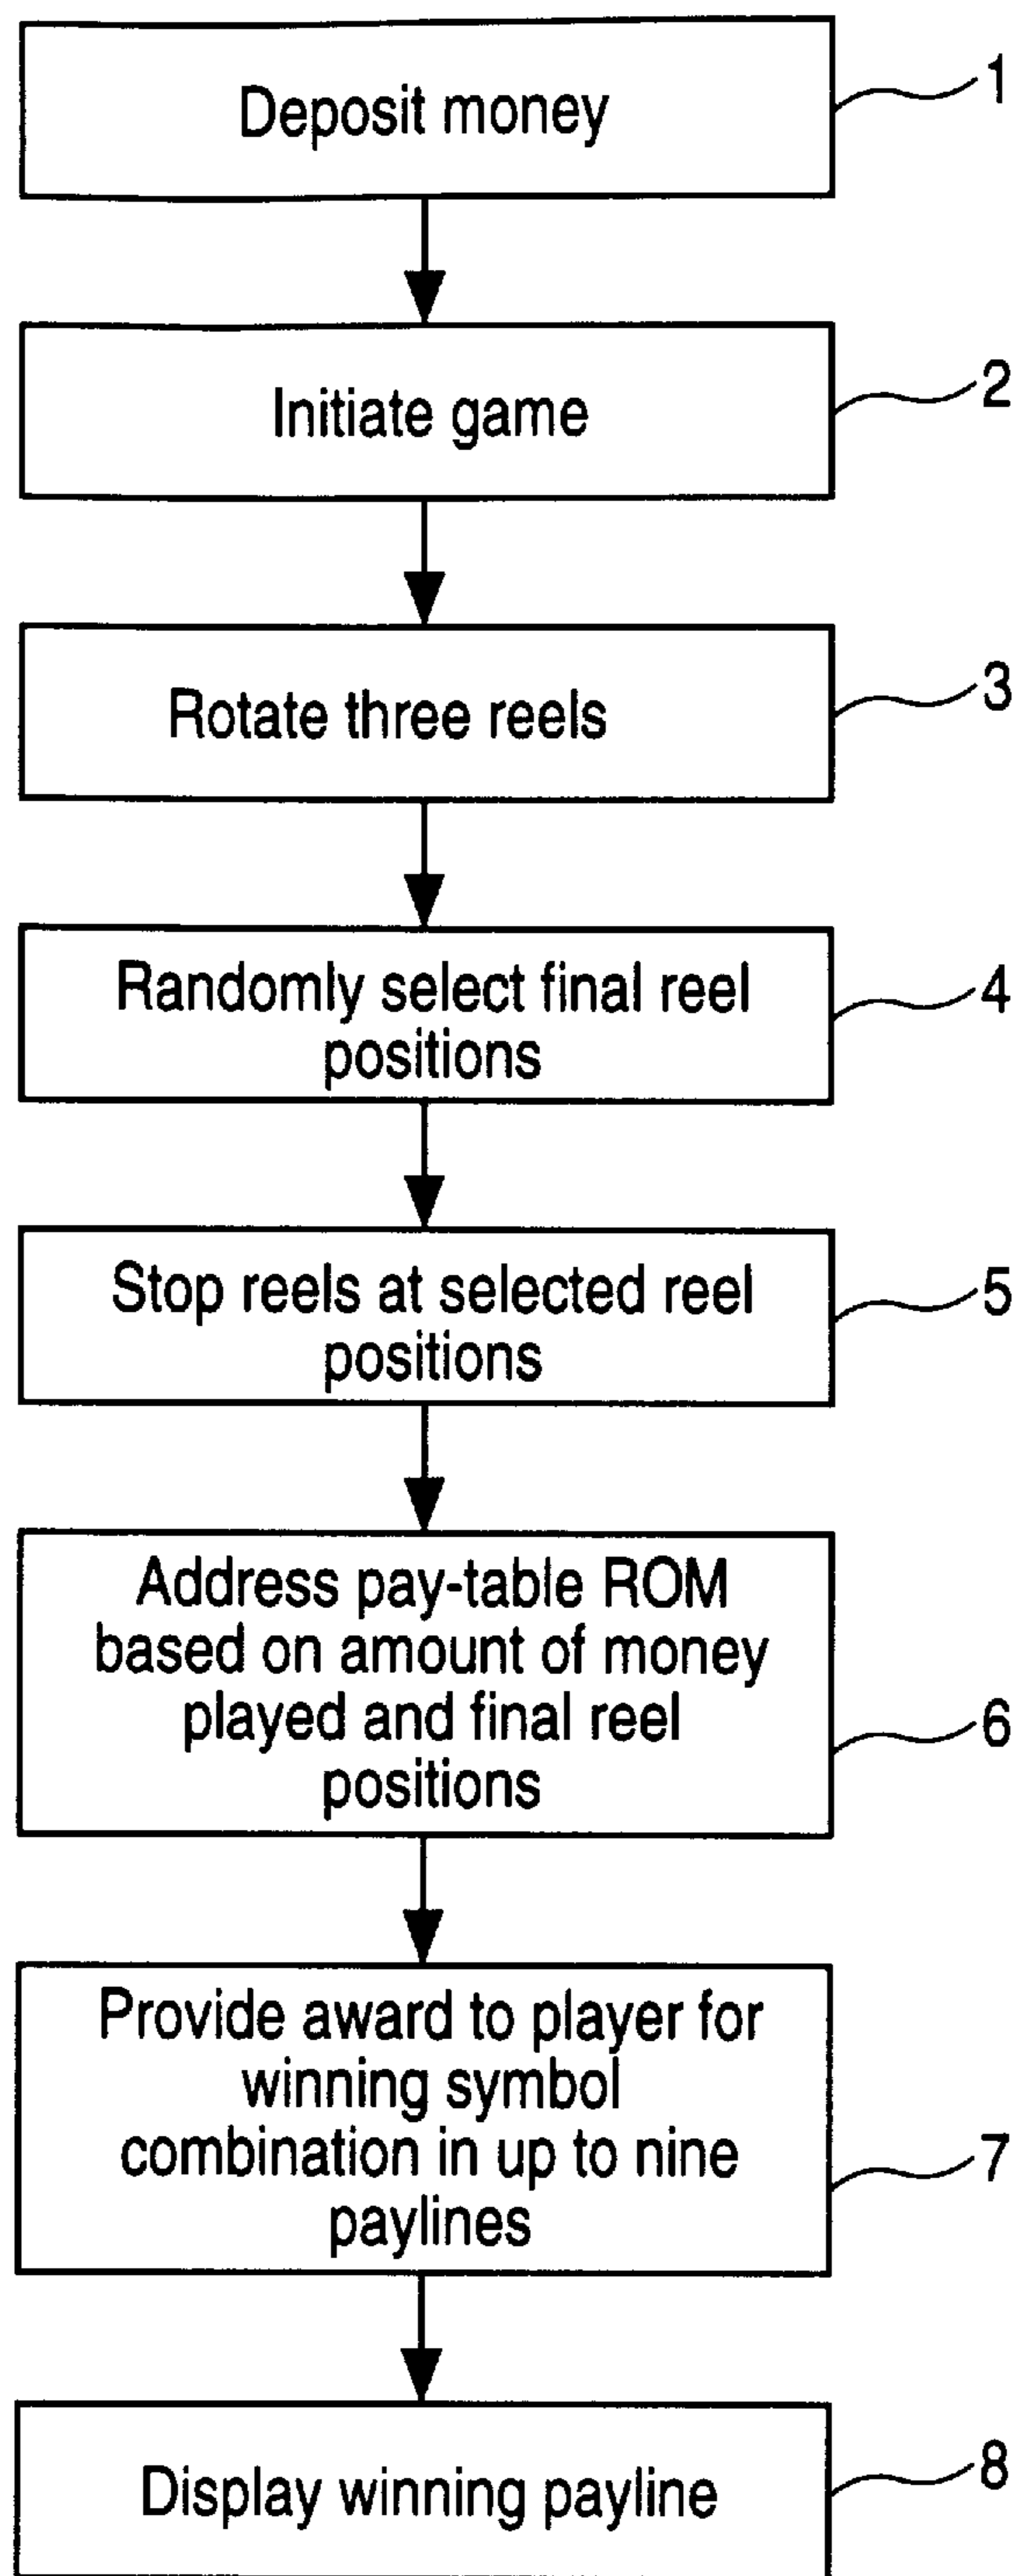 Deposit money
1
Initiate game
2
Rotate three reels
3
Randomly select final reel
positions
4
Stop reels at selected reel
positions
5
Address pay-table ROM
based on amount of money
played and final reel
positions
6
Provide award to player for
winning symbol
combination in up to nine
paylines
7
Display winning payline
8